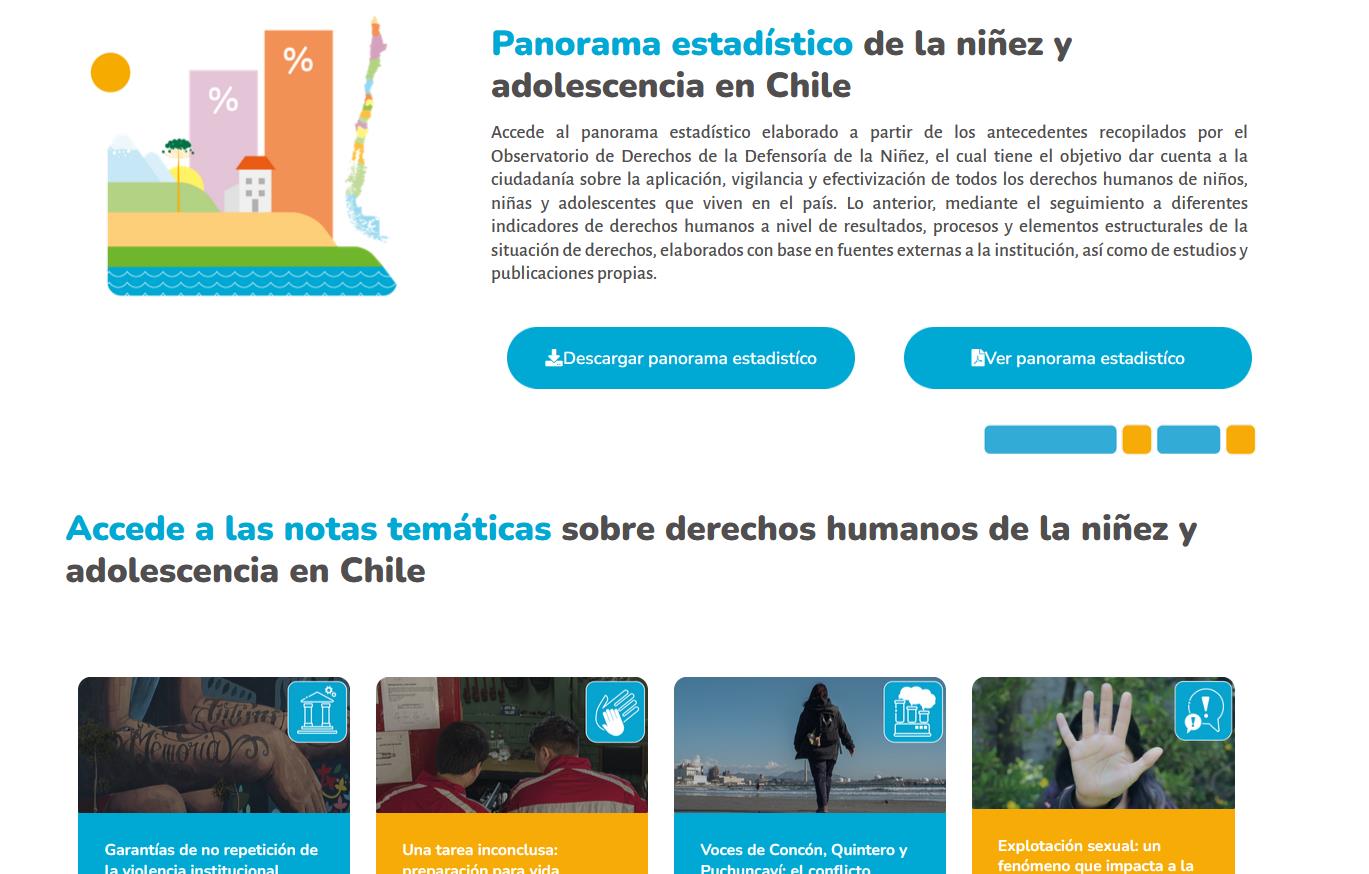 %
%
Panorama estadístico de la niñez y
adolescencia en Chile
Accede al panorama estadístico elaborado a partir de los antecedentes recopilados por el
Observatorio de Derechos de la Defensoría de la Niñez, el cual tiene el objetivo dar cuenta a la
ciudadanía sobre la aplicación, vigilancia y efectivización de todos los derechos humanos de niños,
niñas y adolescentes que viven en el país. Lo anterior, mediante el seguimiento a diferentes
indicadores de derechos humanos a nivel de resultados, procesos y elementos estructurales de la
situación de derechos, elaborados con base en fuentes externas a la institución, así como de estudios y
publicaciones propias.
Descargar panorama estadistíco
Ver panorama estadistíco
Accede a las notas temáticas sobre derechos humanos de la niñez y
adolescencia en Chile
Memoria
Garantías de no repetición de
la violencia institucional
Una tarea inconclusa:
preparación para vida
Voces de Concón, Quintero y
Puchuncaví: el conflicto
Explotación sexual: un
fenómeno que impacta a la